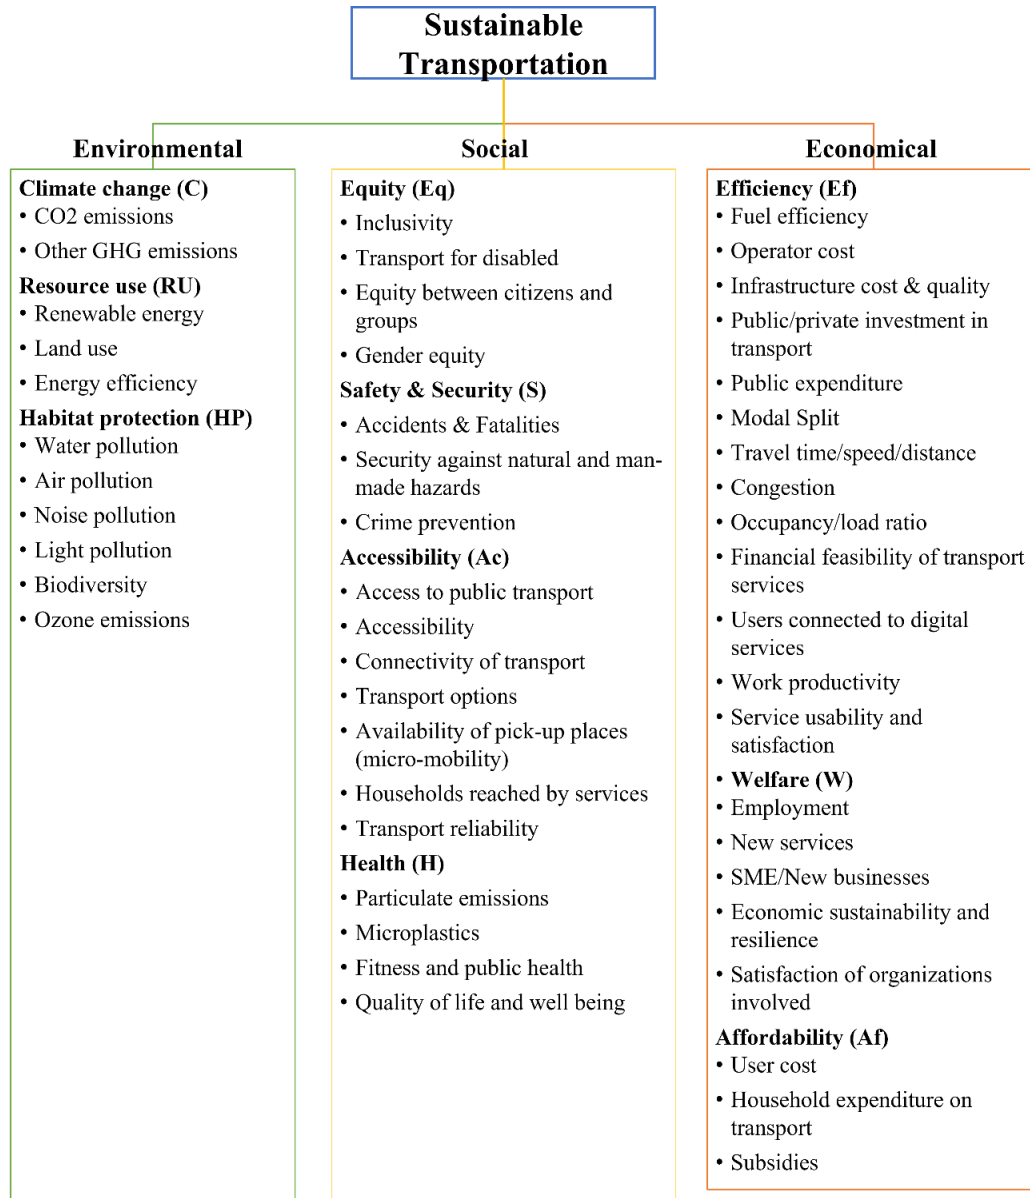 Sustainable
Transportation
Environmental
Climate change (C)
• CO2 emissions
• Other GHG emissions
Resource use (RU)
• Renewable energy
• Land use
• Energy efficiency
Habitat protection (HP)
• Water pollution
• Air pollution
• Noise pollution
• Light pollution
• Biodiversity
• Ozone emissions
Social
Equity (Eq)
• Inclusivity
• Transport for disabled
• Equity between citizens and
groups
• Gender equity
Safety & Security (S)
• Accidents & Fatalities
• Security against natural and man-
made hazards
• Crime prevention
Accessibility (Ac)
• Access to public transport
• Accessibility
• Connectivity of transport
• Transport options
• Availability of pick-up places
(micro-mobility)
• Households reached by services
• Transport reliability
Health (H)
• Particulate emissions
• Microplastics
• Fitness and public health
• Quality of life and well being
Economical
Efficiency (Ef)
• Fuel efficiency
• Operator cost
• Infrastructure cost & quality
• Public/private investment in
transport
• Public expenditure
• Modal Split
• Travel time/speed/distance
• Congestion
• Occupancy/load ratio
• Financial feasibility of transport
services
• Users connected to digital
services
• Work productivity
• Service usability and
satisfaction
• Welfare (W)
• Employment
• New services
• SME/New businesses
• Economic sustainability and
resilience
• Satisfaction of organizations
involved
Affordability (Af)
• User cost
• Household expenditure on
transport
• Subsidies